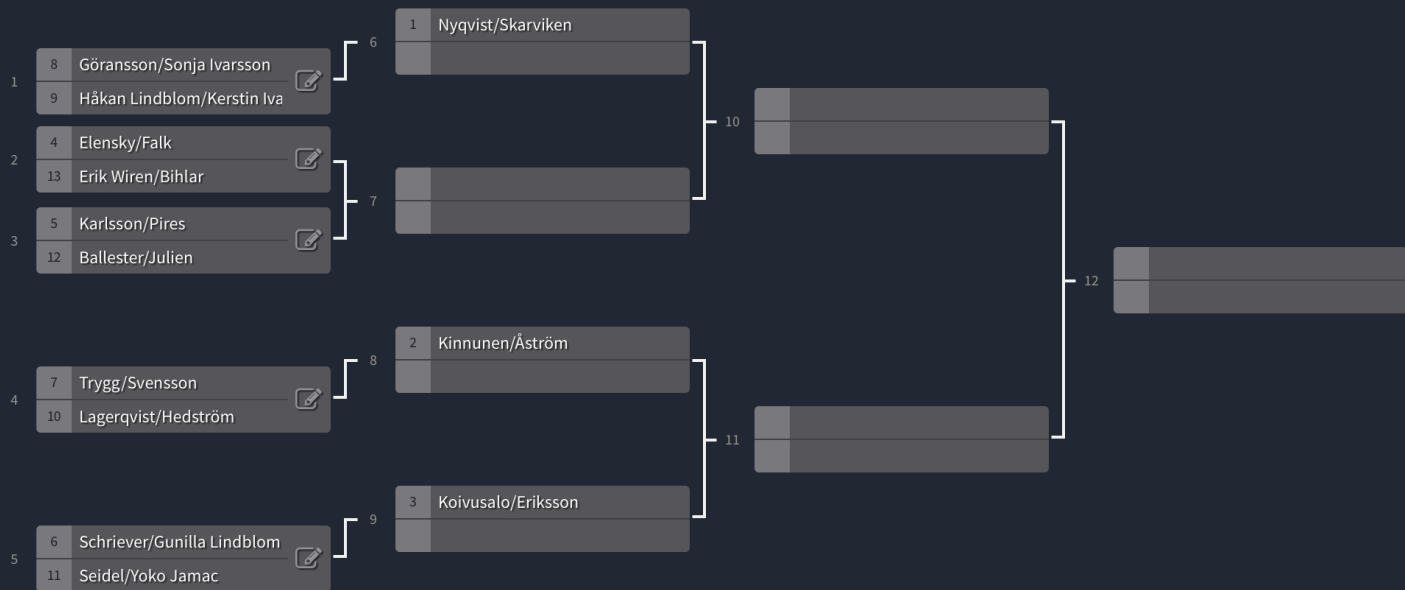 1
8 Göransson/Sonja Ivarsson
9 Håkan Lindblom/Kerstin Iva
2
4 Elensky/Falk
13 Erik Wiren/Bihlar
3
5 Karlsson/Pires
12 Ballester/Julien
4
7 Trygg/Svensson
10 Lagerqvist/Hedström
5
6 Schriever/Gunilla Lindblom
11 Seidel/Yoko Jamac
6
1 Nyqvist/Skarviken
7
8
2 Kinnunen/Åström
9
3 Koivusalo/Eriksson
10
11
12